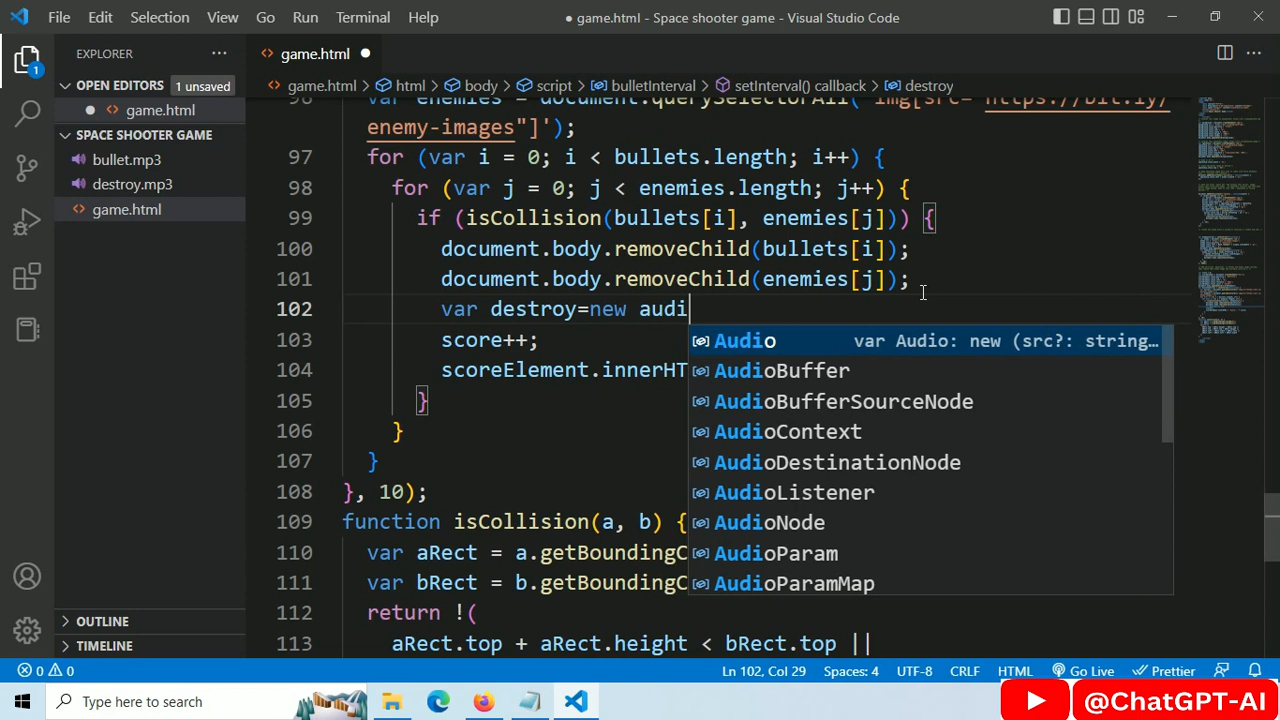 File Edit Selection View Go Run Terminal Help
● game.html - Space shooter game - Visual Studio Code
EXPLORER
OPEN EDITORS 1 unsaved
game.html
SPACE SHOOTER GAME
bullet.mp3
destroy.mp3
game.html
OUTLINE
TIMELINE
1
game.html
game.html > html > body > script > bulletInterval > setInterval() callback > destroy
enemy-images"]');
97 for (var i = 0; i < bullets.length; i++) {
98 for (var j = 0; j < enemies.length; j++) {
99 if (isCollision(bullets[i], enemies[j])) {
100 document.body.removeChild(bullets[i]);
101 document.body.removeChild(enemies[j]);
102 var destroy=new audi
103 score++;
104 scoreElement.innerHT
105 }
106 }
107 }
108 }, 10);
109 function isCollision(a, b) {
110 var aRect = a.getBoundingC
111 var bRect = b.getBoundingC
112 return !(
113 aRect.top + aRect.height < bRect.top ||
Audio var Audio: new (src?: string…
AudioBuffer
AudioBufferSourceNode
AudioContext
AudioDestinationNode
AudioListener
AudioNode
AudioParam
AudioParamMap
0 0 Ln 102, Col 29 Spaces: 4 UTF-8 CRLF HTML Go Live Prettier
Type here to search
@ChatGPT-AI